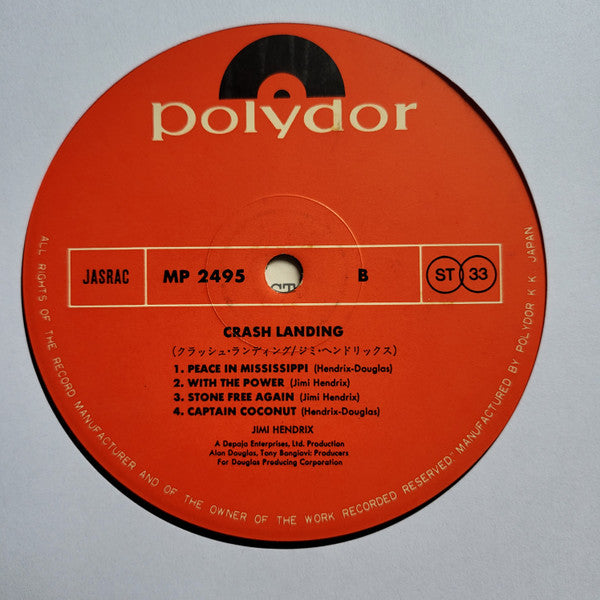 polydor
JASRAC MP 2495 B ST 33
CRASH LANDING
(クラッシュ・ランディング/ジミ・ヘンドリックス)
1. PEACE IN MISSISSIPPI (Hendrix-Douglas)
2. WITH THE POWER (Jimi Hendrix)
3. STONE FREE AGAIN (Jimi Hendrix)
4. CAPTAIN COCONUT (Hendrix-Douglas)
JIMI HENDRIX
A Depaja Enterprises, Ltd. Production
Alan Douglas, Tony Bongiovi: Producers
For Douglas Producing Corporation
ALL RIGHTS OF THE RECORD MANUFACTURER AND OF THE OWNER OF THE WORK RECORDED RESERVED · MANUFACTURED BY POLYDOR K.K. JAPAN